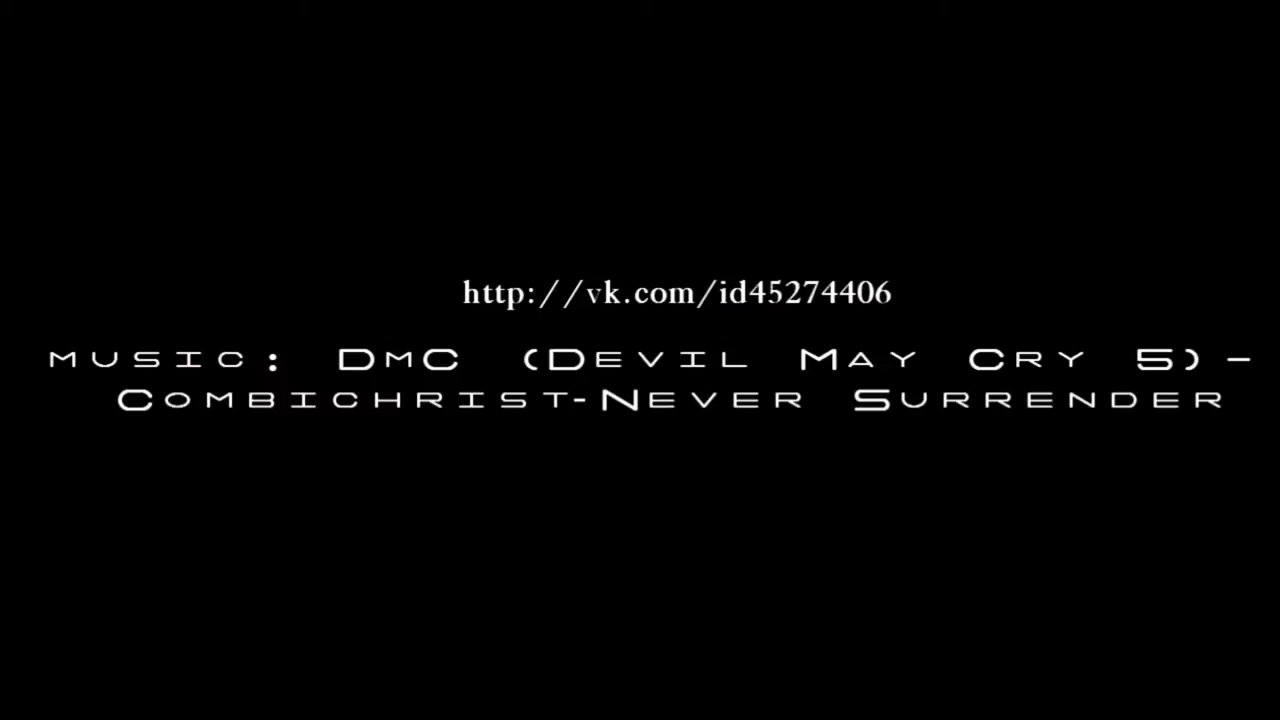 http://vk.com/id45274406
music: DmC (Devil May Cry 5) -
Combichrist-Never Surrender